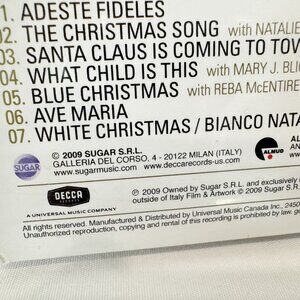 01. ADESTE FIDELES
02. THE CHRISTMAS SONG with NATALIE
03. SANTA CLAUS IS COMING TO TOW
04. WHAT CHILD IS THIS with MARY J. BLIG
05. BLUE CHRISTMAS with REBA McENTIRE
06. AVE MARIA
07. WHITE CHRISTMAS / BIANCO NATA
SUGAR
℗ © 2009 SUGAR S.R.L.
GALLERIA DEL CORSO, 4 - 20122 MILAN (ITALY)
www.sugarmusic.com www.deccarecords.com
ALMUD
DECCA
RECORDS
A UNIVERSAL MUSIC COMPANY
℗ © 2009 Owned by Sugar S.R.L. and exclusively
outside of Italy Film & Artwork © 2009 Sugar S.R.L.
All rights reserved. Manufactured & Distributed by Universal Music Canada Inc., 2450
Unauthorized reproduction, copying and rental of this recording is prohibited by law.